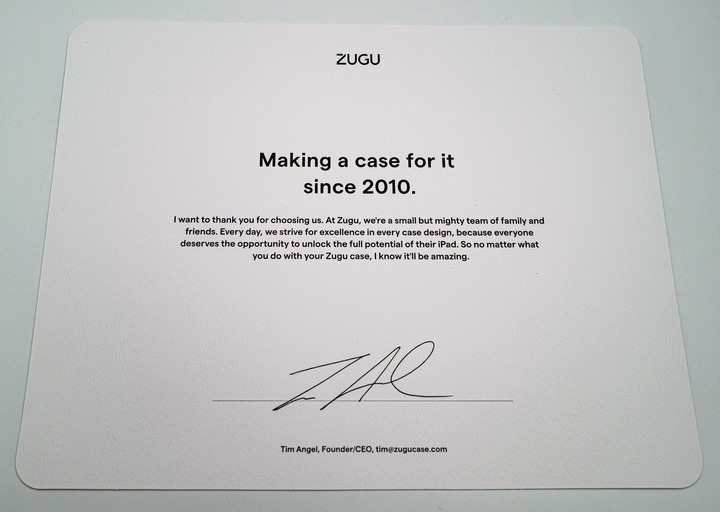 ZUGU
Making a case for it
since 2010.
I want to thank you for choosing us. At Zugu, we're a small but mighty team of family and
friends. Every day, we strive for excellence in every case design, because everyone
deserves the opportunity to unlock the full potential of their iPad. So no matter what
you do with your Zugu case, I know it'll be amazing.
Tim Angel, Founder/CEO, tim@zugucase.com